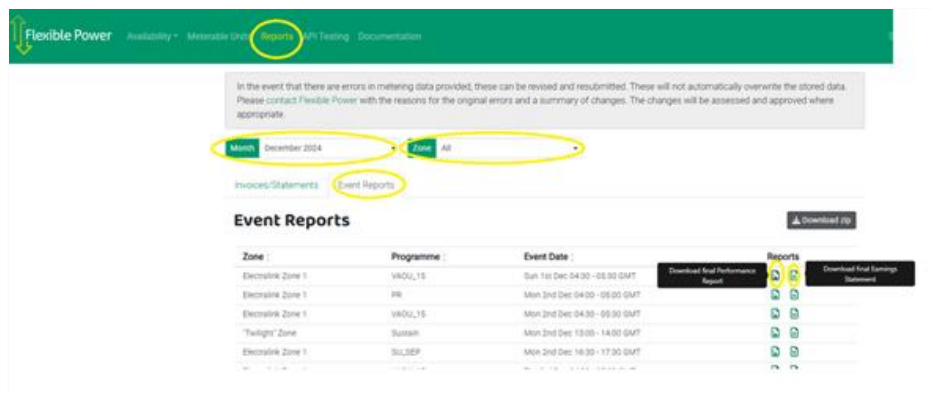 Flexible Power Availability Meterable Units Reports API Testing Documentation
In the event that there are errors in metering data provided, these can be revised and resubmitted. These will not automatically overwrite the stored data.
Please contact Flexible Power with the reasons for the original errors and a summary of changes. The changes will be assessed and approved where
appropriate.
Month December 2024 Zone All
Invoices/Statements Event Reports
Event Reports Download zip
Zone Programme Event Date Reports
Electralink Zone 1 VAOU_15 Sun 1st Dec 04:30 - 05:30 GMT Download final Performance Report Download final Earnings Statement
Electralink Zone 1 PR Mon 2nd Dec 04:00 - 06:00 GMT
Electralink Zone 1 VAOU_15 Mon 2nd Dec 04:30 - 05:30 GMT
"Twilight" Zone Sustain Mon 2nd Dec 13:00 - 14:00 GMT
Electralink Zone 1 SU_SEP Mon 2nd Dec 16:30 - 17:30 GMT